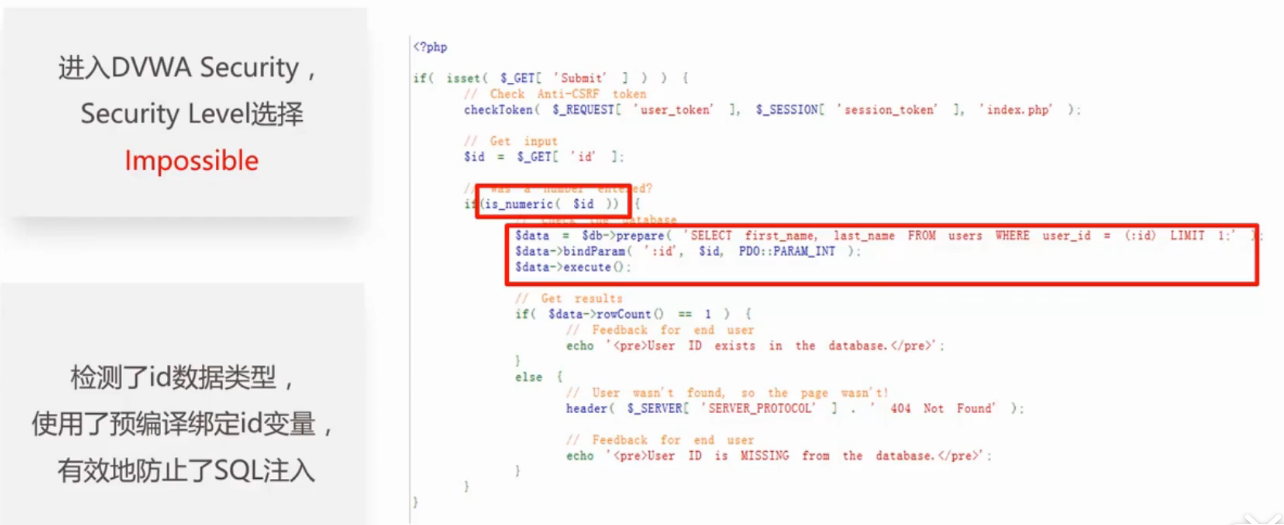 进入DVWA Security，
Security Level选择
Impossible
检测了id数据类型，
使用了预编译绑定id变量，
有效地防止了SQL注入
<?php
if( isset( $_GET[ 'Submit' ] ) ) {
// Check Anti-CSRF token
checkToken( $_REQUEST[ 'user_token' ], $_SESSION[ 'session_token' ], 'index.php' );
// Get input
$id = $_GET[ 'id' ];
// Was a number entered?
if(is_numeric( $id )) {
// Check the database
$data = $db->prepare( 'SELECT first_name, last_name FROM users WHERE user_id = (:id) LIMIT 1;' );
$data->bindParam( ':id', $id, PDO::PARAM_INT );
$data->execute();
// Get results
if( $data->rowCount() == 1 ) {
// Feedback for end user
echo '<pre>User ID exists in the database.</pre>';
}
else {
// User wasn't found, so the page wasn't!
header( $_SERVER[ 'SERVER_PROTOCOL' ] . ' 404 Not Found' );
// Feedback for end user
echo '<pre>User ID is MISSING from the database.</pre>';
}
}
}